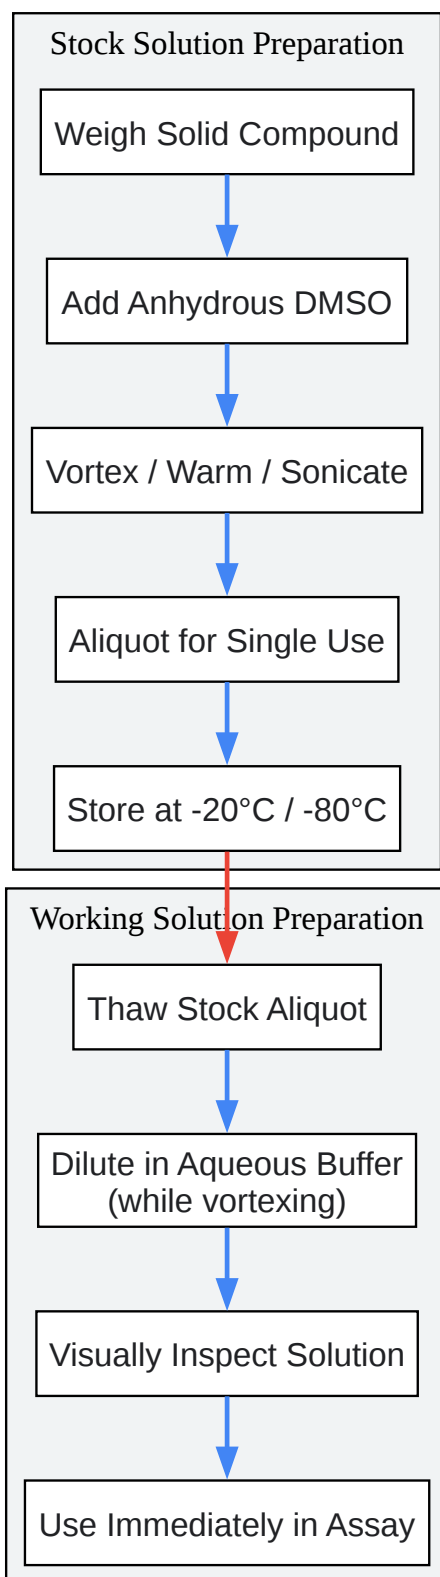 Stock Solution Preparation
Weigh Solid Compound
Add Anhydrous DMSO
Vortex / Warm / Sonicate
Aliquot for Single Use
Store at -20°C / -80°C
Working Solution Preparation
Thaw Stock Aliquot
Dilute in Aqueous Buffer
(while vortexing)
Visually Inspect Solution
Use Immediately in Assay